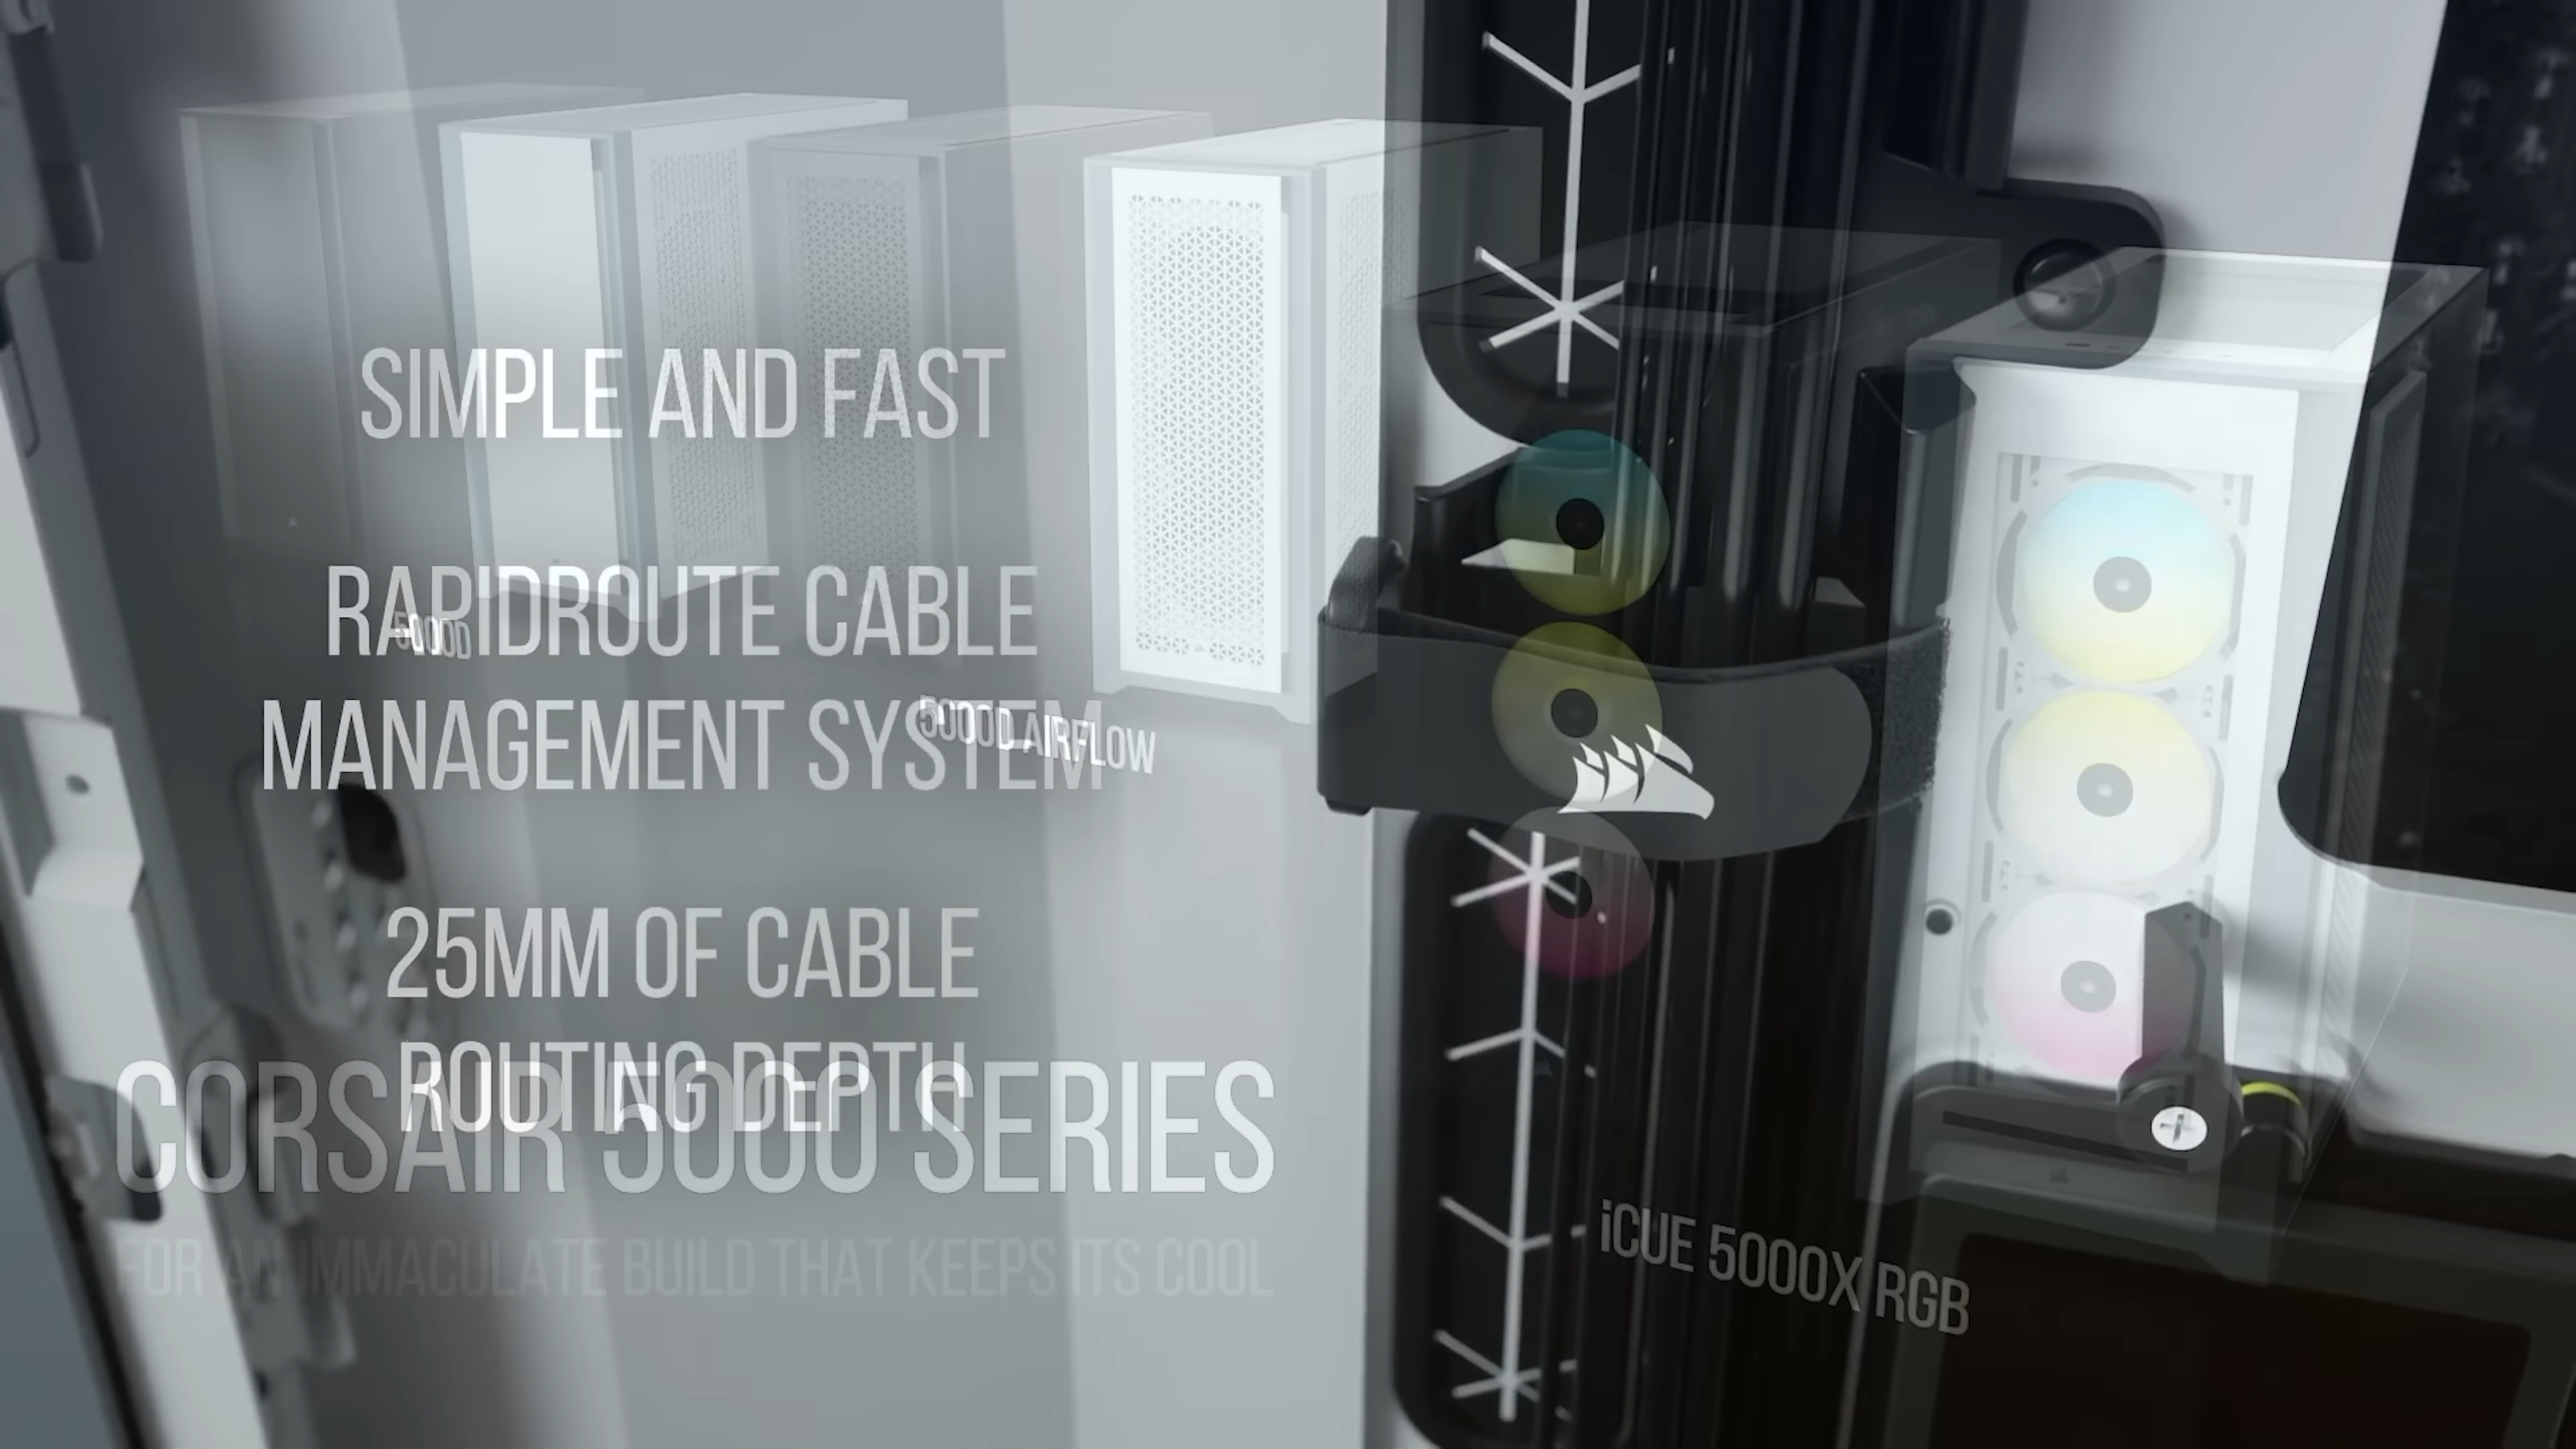 SIMPLE AND FAST
RAPIDROUTE CABLE
MANAGEMENT SYSTEM
5000D
5000D AIRFLOW
25MM OF CABLE
ROUTING DEPTH
CORSAIR 5000 SERIES
FOR AN IMMACULATE BUILD THAT KEEPS ITS COOL
iCUE 5000X RGB